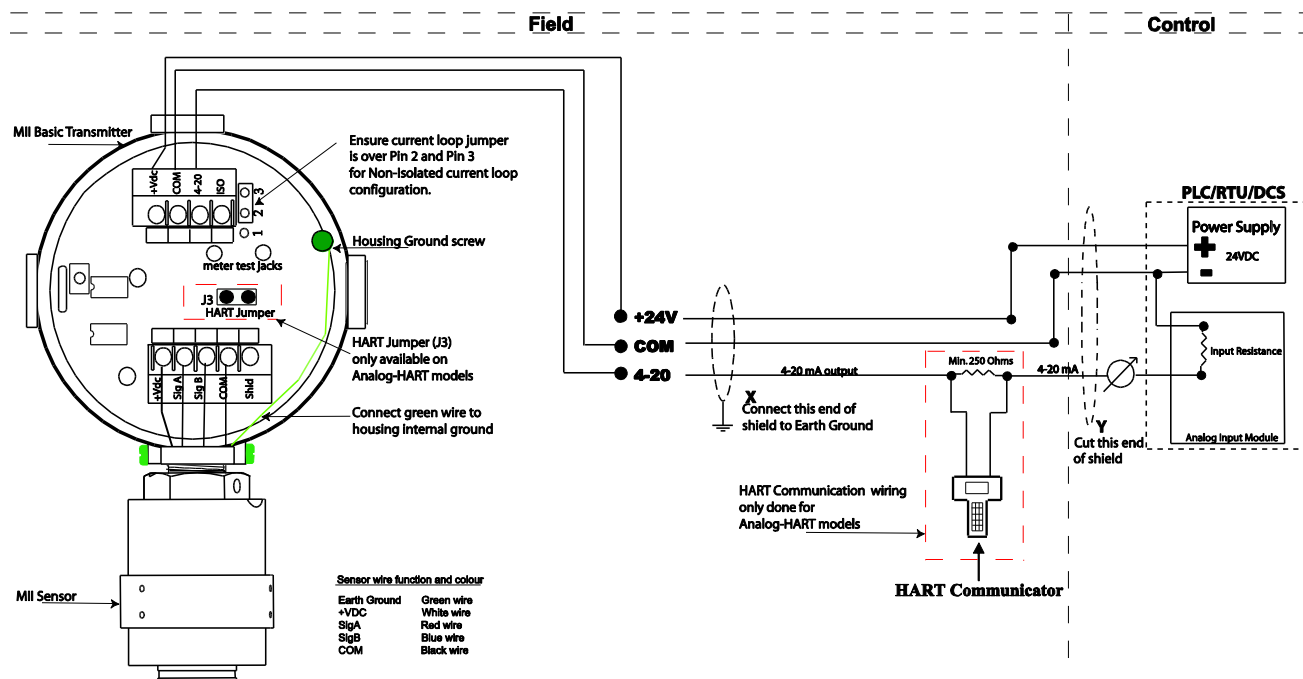 Field
Control
MII Basic Transmitter
Ensure current loop jumper
is over Pin 2 and Pin 3
for Non-isolated current loop
configuration.
+Vdc
COM
4-20
ISO
3
2
1
Housing Ground screw
meter test jacks
J3
HART Jumper
HART Jumper (J3)
only available on
Analog-HART models
+Vdc
Sig A
Sig B
COM
Shld
Connect green wire to
housing internal ground
MII Sensor
Sensor wire function and colour
Earth Ground Green wire
+VDC White wire
SigA Red wire
SigB Blue wire
COM Black wire
+24V
COM
4-20
4-20 mA output
Min. 250 Ohms
4-20 mA
X
Connect this end of
shield to Earth Ground
HART Communication wiring
only done for
Analog-HART models
HART Communicator
Y
Cut this end
of shield
PLC/RTU/DCS
Power Supply
+
24VDC
-
Input Resistance
Analog Input Module